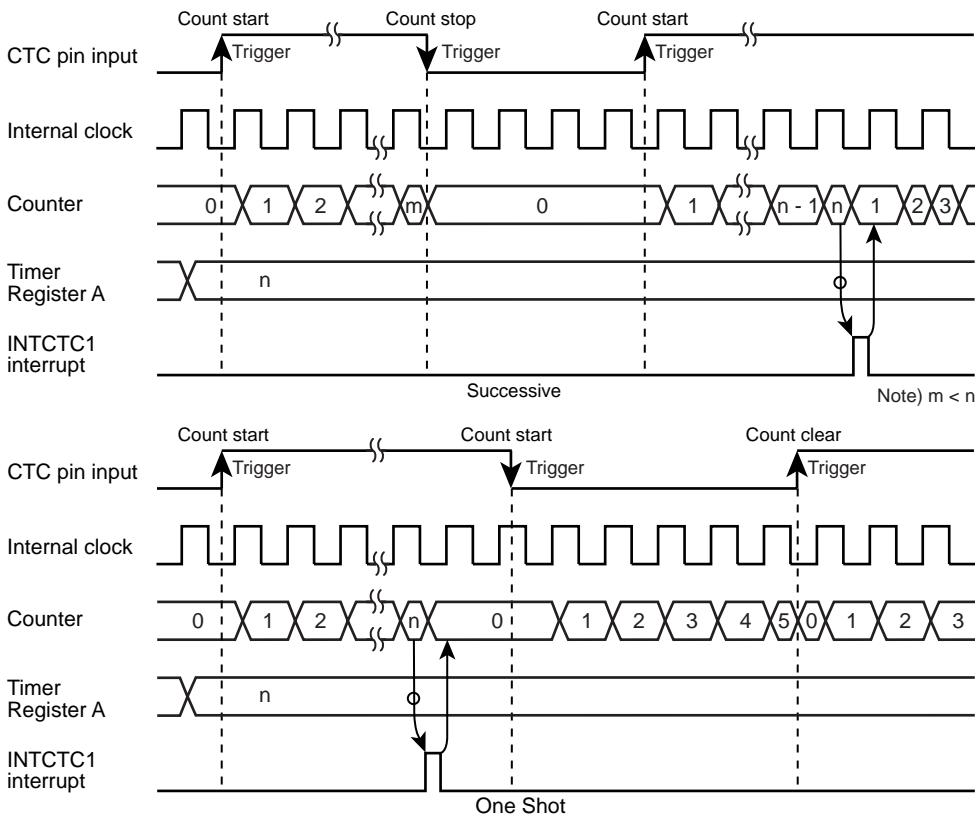 Count start Count stop Count start
CTC pin input Trigger Trigger Trigger
Internal clock
Counter 0 1 2 m 0 1 n - 1 n 1 2 3
Timer
Register A n
INTCTC1
interrupt
Successive
Note) m < n
Count start Count start Count clear
CTC pin input Trigger Trigger Trigger
Internal clock
Counter 0 1 2 n 0 1 2 3 4 5 0 1 2 3
Timer
Register A n
INTCTC1
interrupt
One Shot